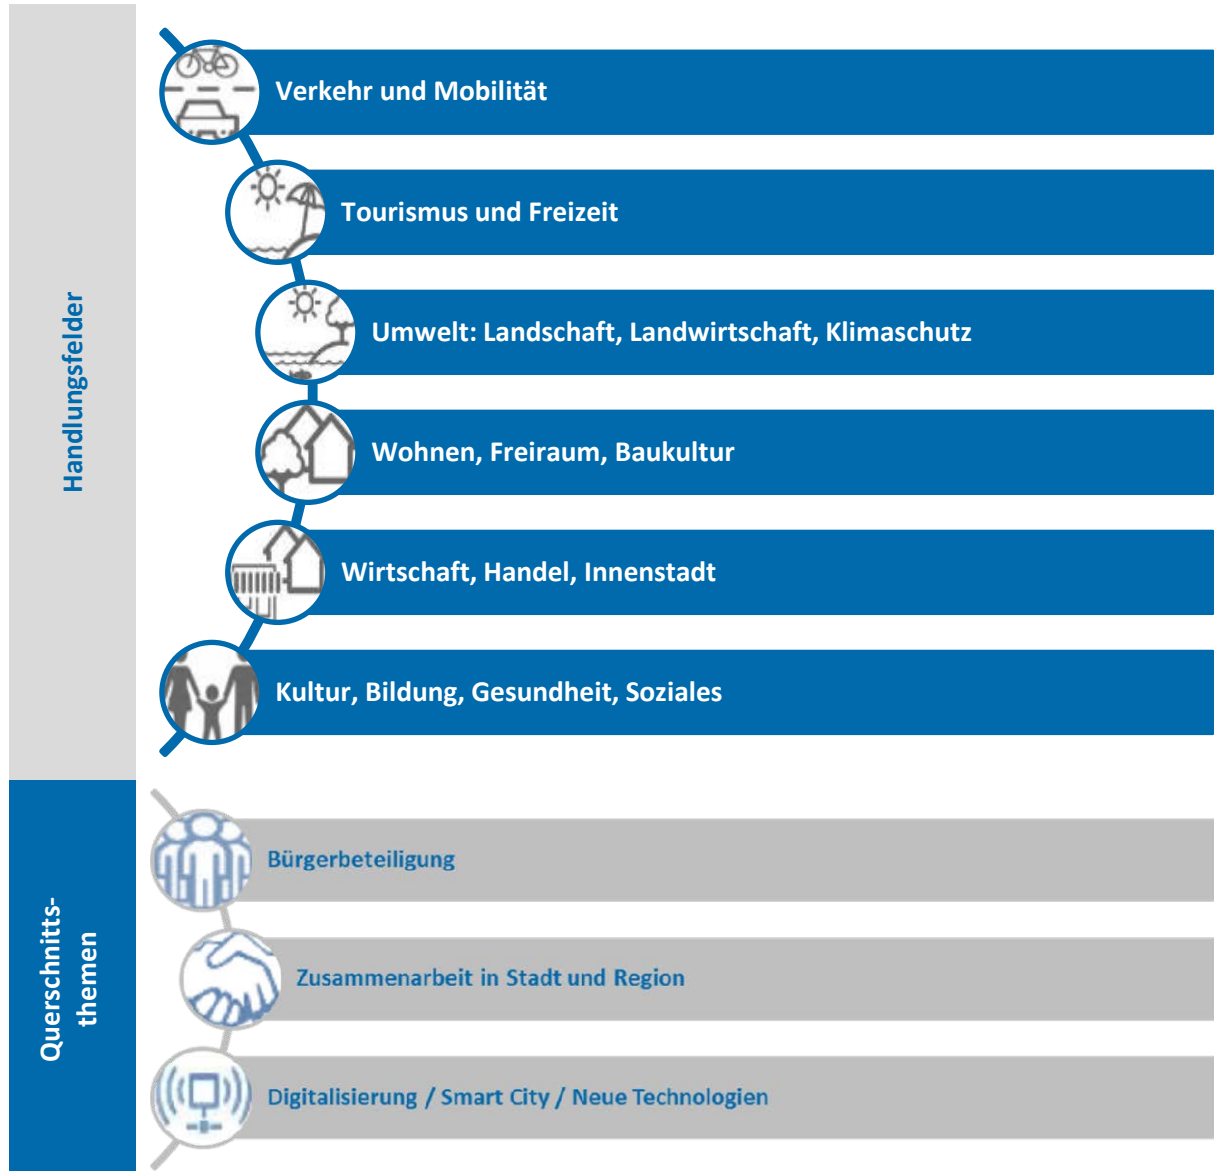 Handlungsfelder
Verkehr und Mobilität
Tourismus und Freizeit
Umwelt: Landschaft, Landwirtschaft, Klimaschutz
Wohnen, Freiraum, Baukultur
Wirtschaft, Handel, Innenstadt
Kultur, Bildung, Gesundheit, Soziales
Querschnitts-
themen
Bürgerbeteiligung
Zusammenarbeit in Stadt und Region
Digitalisierung / Smart City / Neue Technologien